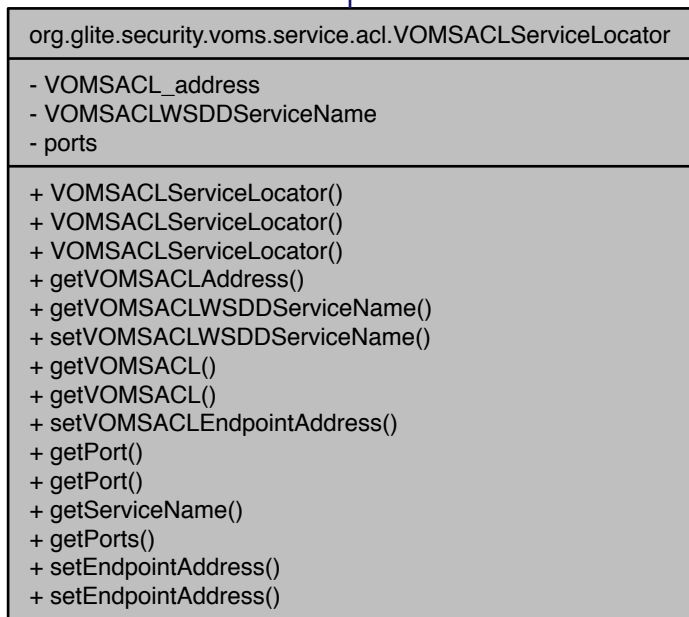 org.glite.security.voms.service.acl.VOMSACLServiceLocator
- VOMSACL_address
- VOMSACLWSDDServiceName
- ports
+ VOMSACLServiceLocator()
+ VOMSACLServiceLocator()
+ VOMSACLServiceLocator()
+ getVOMSACLAddress()
+ getVOMSACLWSDDServiceName()
+ setVOMSACLWSDDServiceName()
+ getVOMSACL()
+ getVOMSACL()
+ setVOMSACLEndpointAddress()
+ getPort()
+ getPort()
+ getServiceName()
+ getPorts()
+ setEndpointAddress()
+ setEndpointAddress()